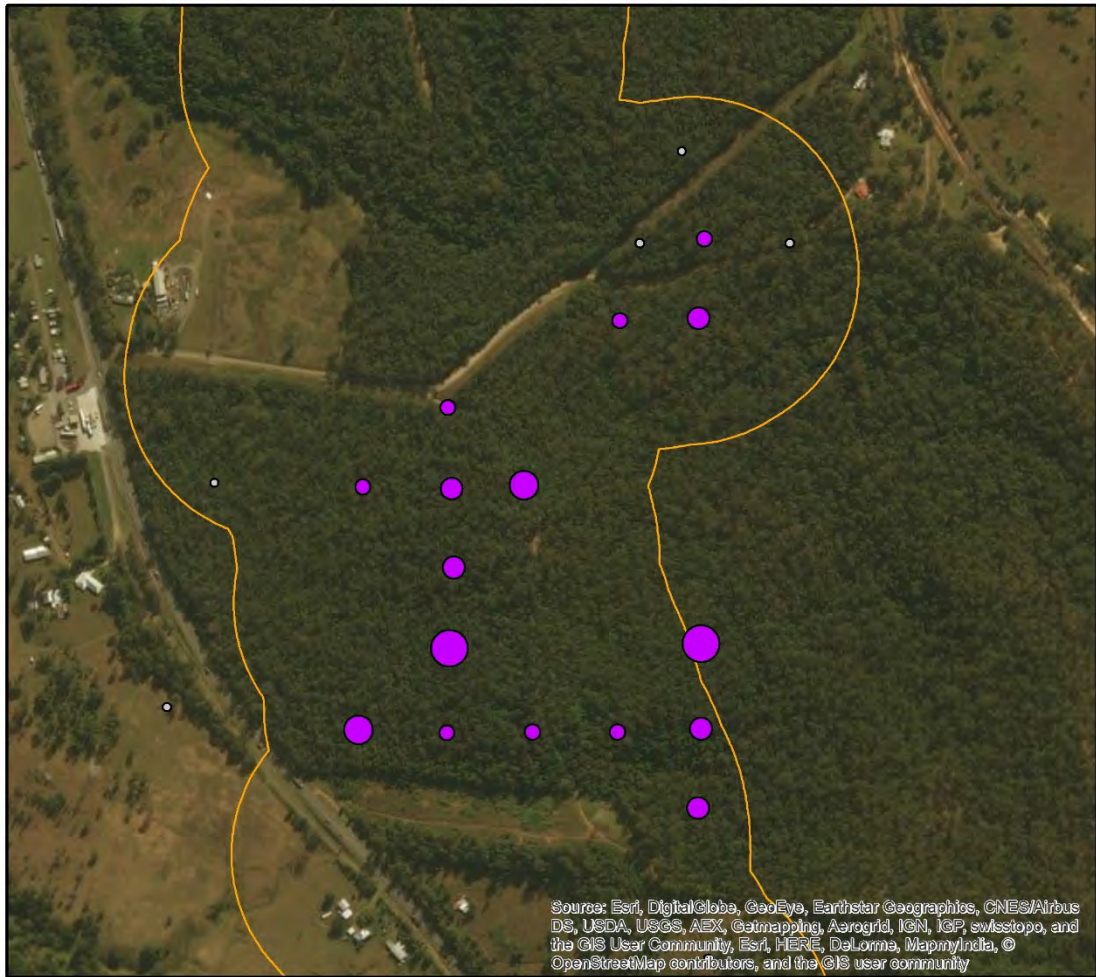 Source: Esri, DigitalGlobe, GeoEye, Earthstar Geographics, CNES/Airbus
DS, USDA, USGS, AEX, Getmapping, Aerogrid, IGN, IGP, swisstopo, and
the GIS User Community, Esri, HERE, DeLorme, MapmyIndia, ©
OpenStreetMap contributors, and the GIS user community